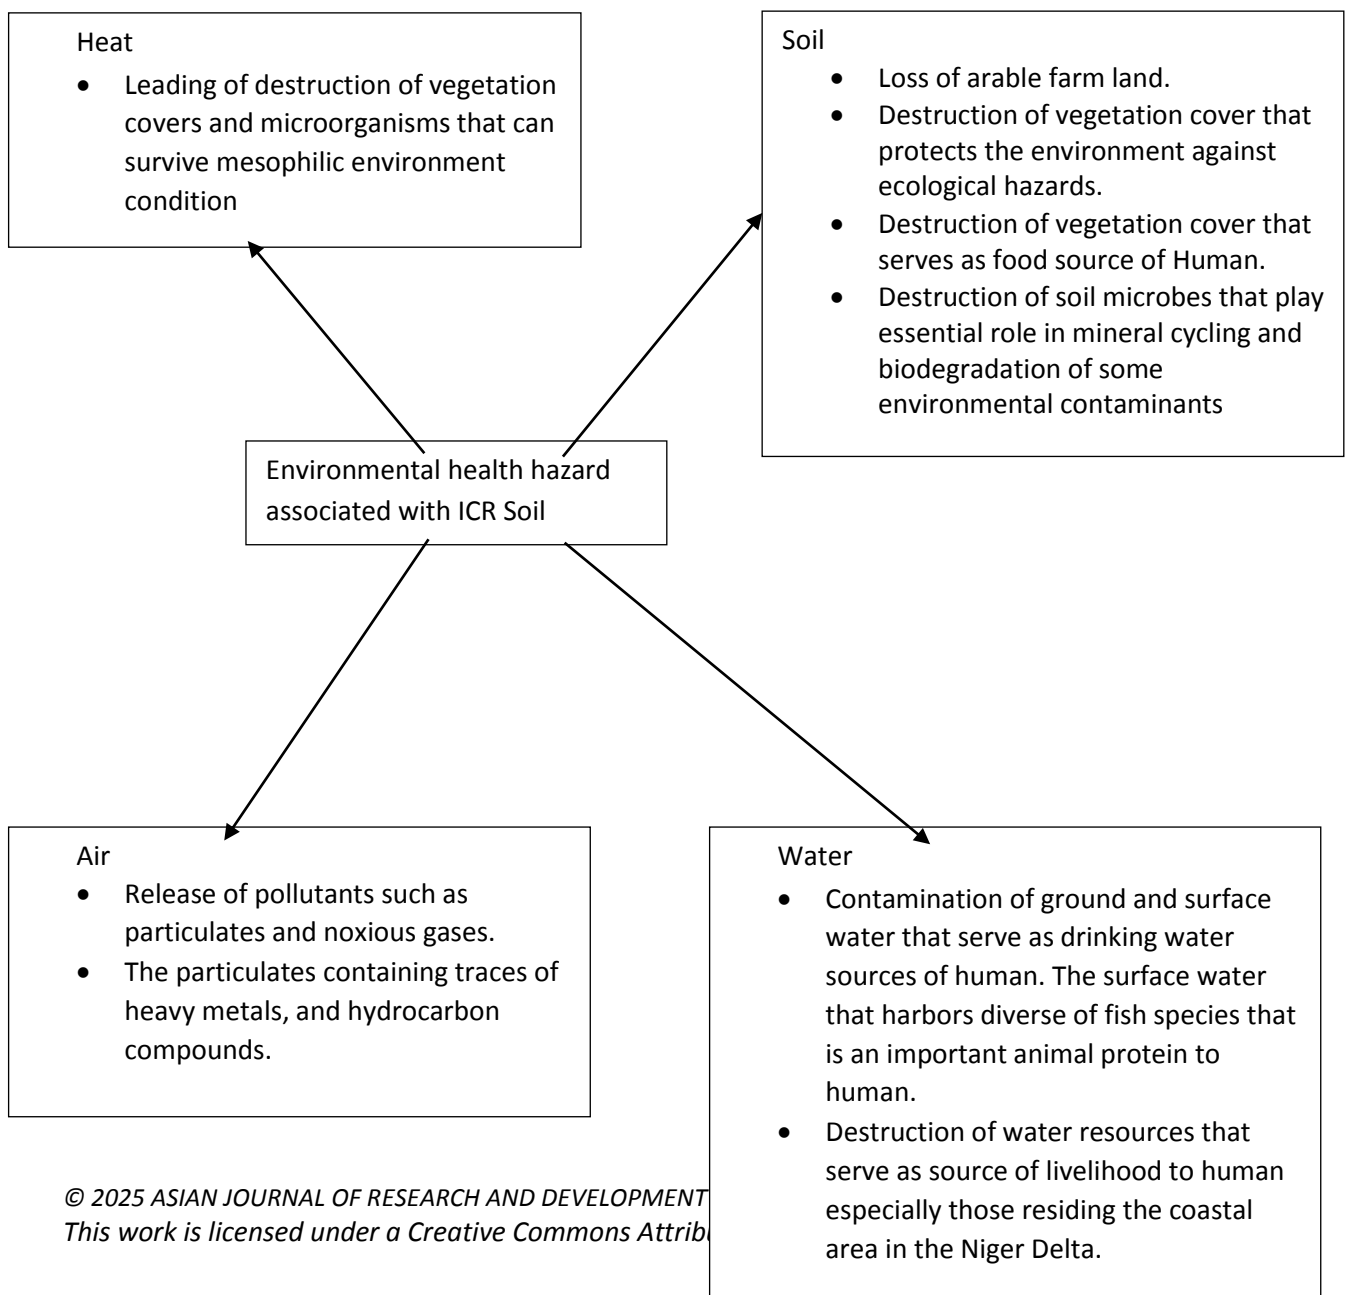 Heat
• Leading of destruction of vegetation
covers and microorganisms that can
survive mesophilic environment
condition
Soil
• Loss of arable farm land.
• Destruction of vegetation cover that
protects the environment against
ecological hazards.
• Destruction of vegetation cover that
serves as food source of Human.
• Destruction of soil microbes that play
essential role in mineral cycling and
biodegradation of some
environmental contaminants
Environmental health hazard
associated with ICR Soil
Air
• Release of pollutants such as
particulates and noxious gases.
• The particulates containing traces of
heavy metals, and hydrocarbon
compounds.
Water
• Contamination of ground and surface
water that serve as drinking water
sources of human. The surface water
that harbors diverse of fish species that
is an important animal protein to
human.
• Destruction of water resources that
serve as source of livelihood to human
especially those residing the coastal
area in the Niger Delta.
© 2025 ASIAN JOURNAL OF RESEARCH AND DEVELOPMENT
This work is licensed under a Creative Commons